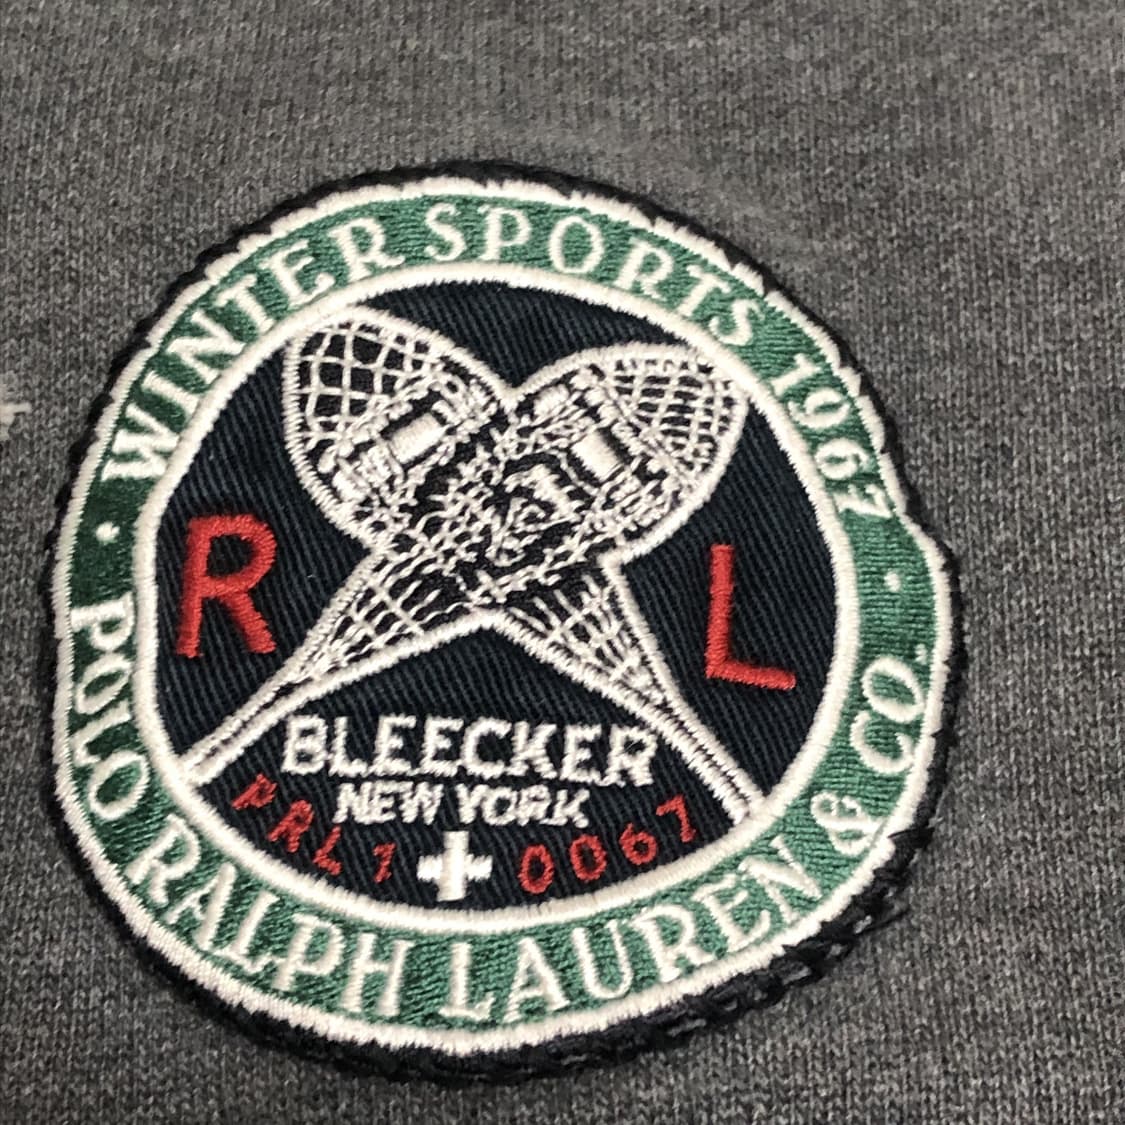 WINTER SPORTS 1967
R L
BLEECKER
NEW YORK
PRL 1 + 0067
POLO RALPH LAUREN & CO.